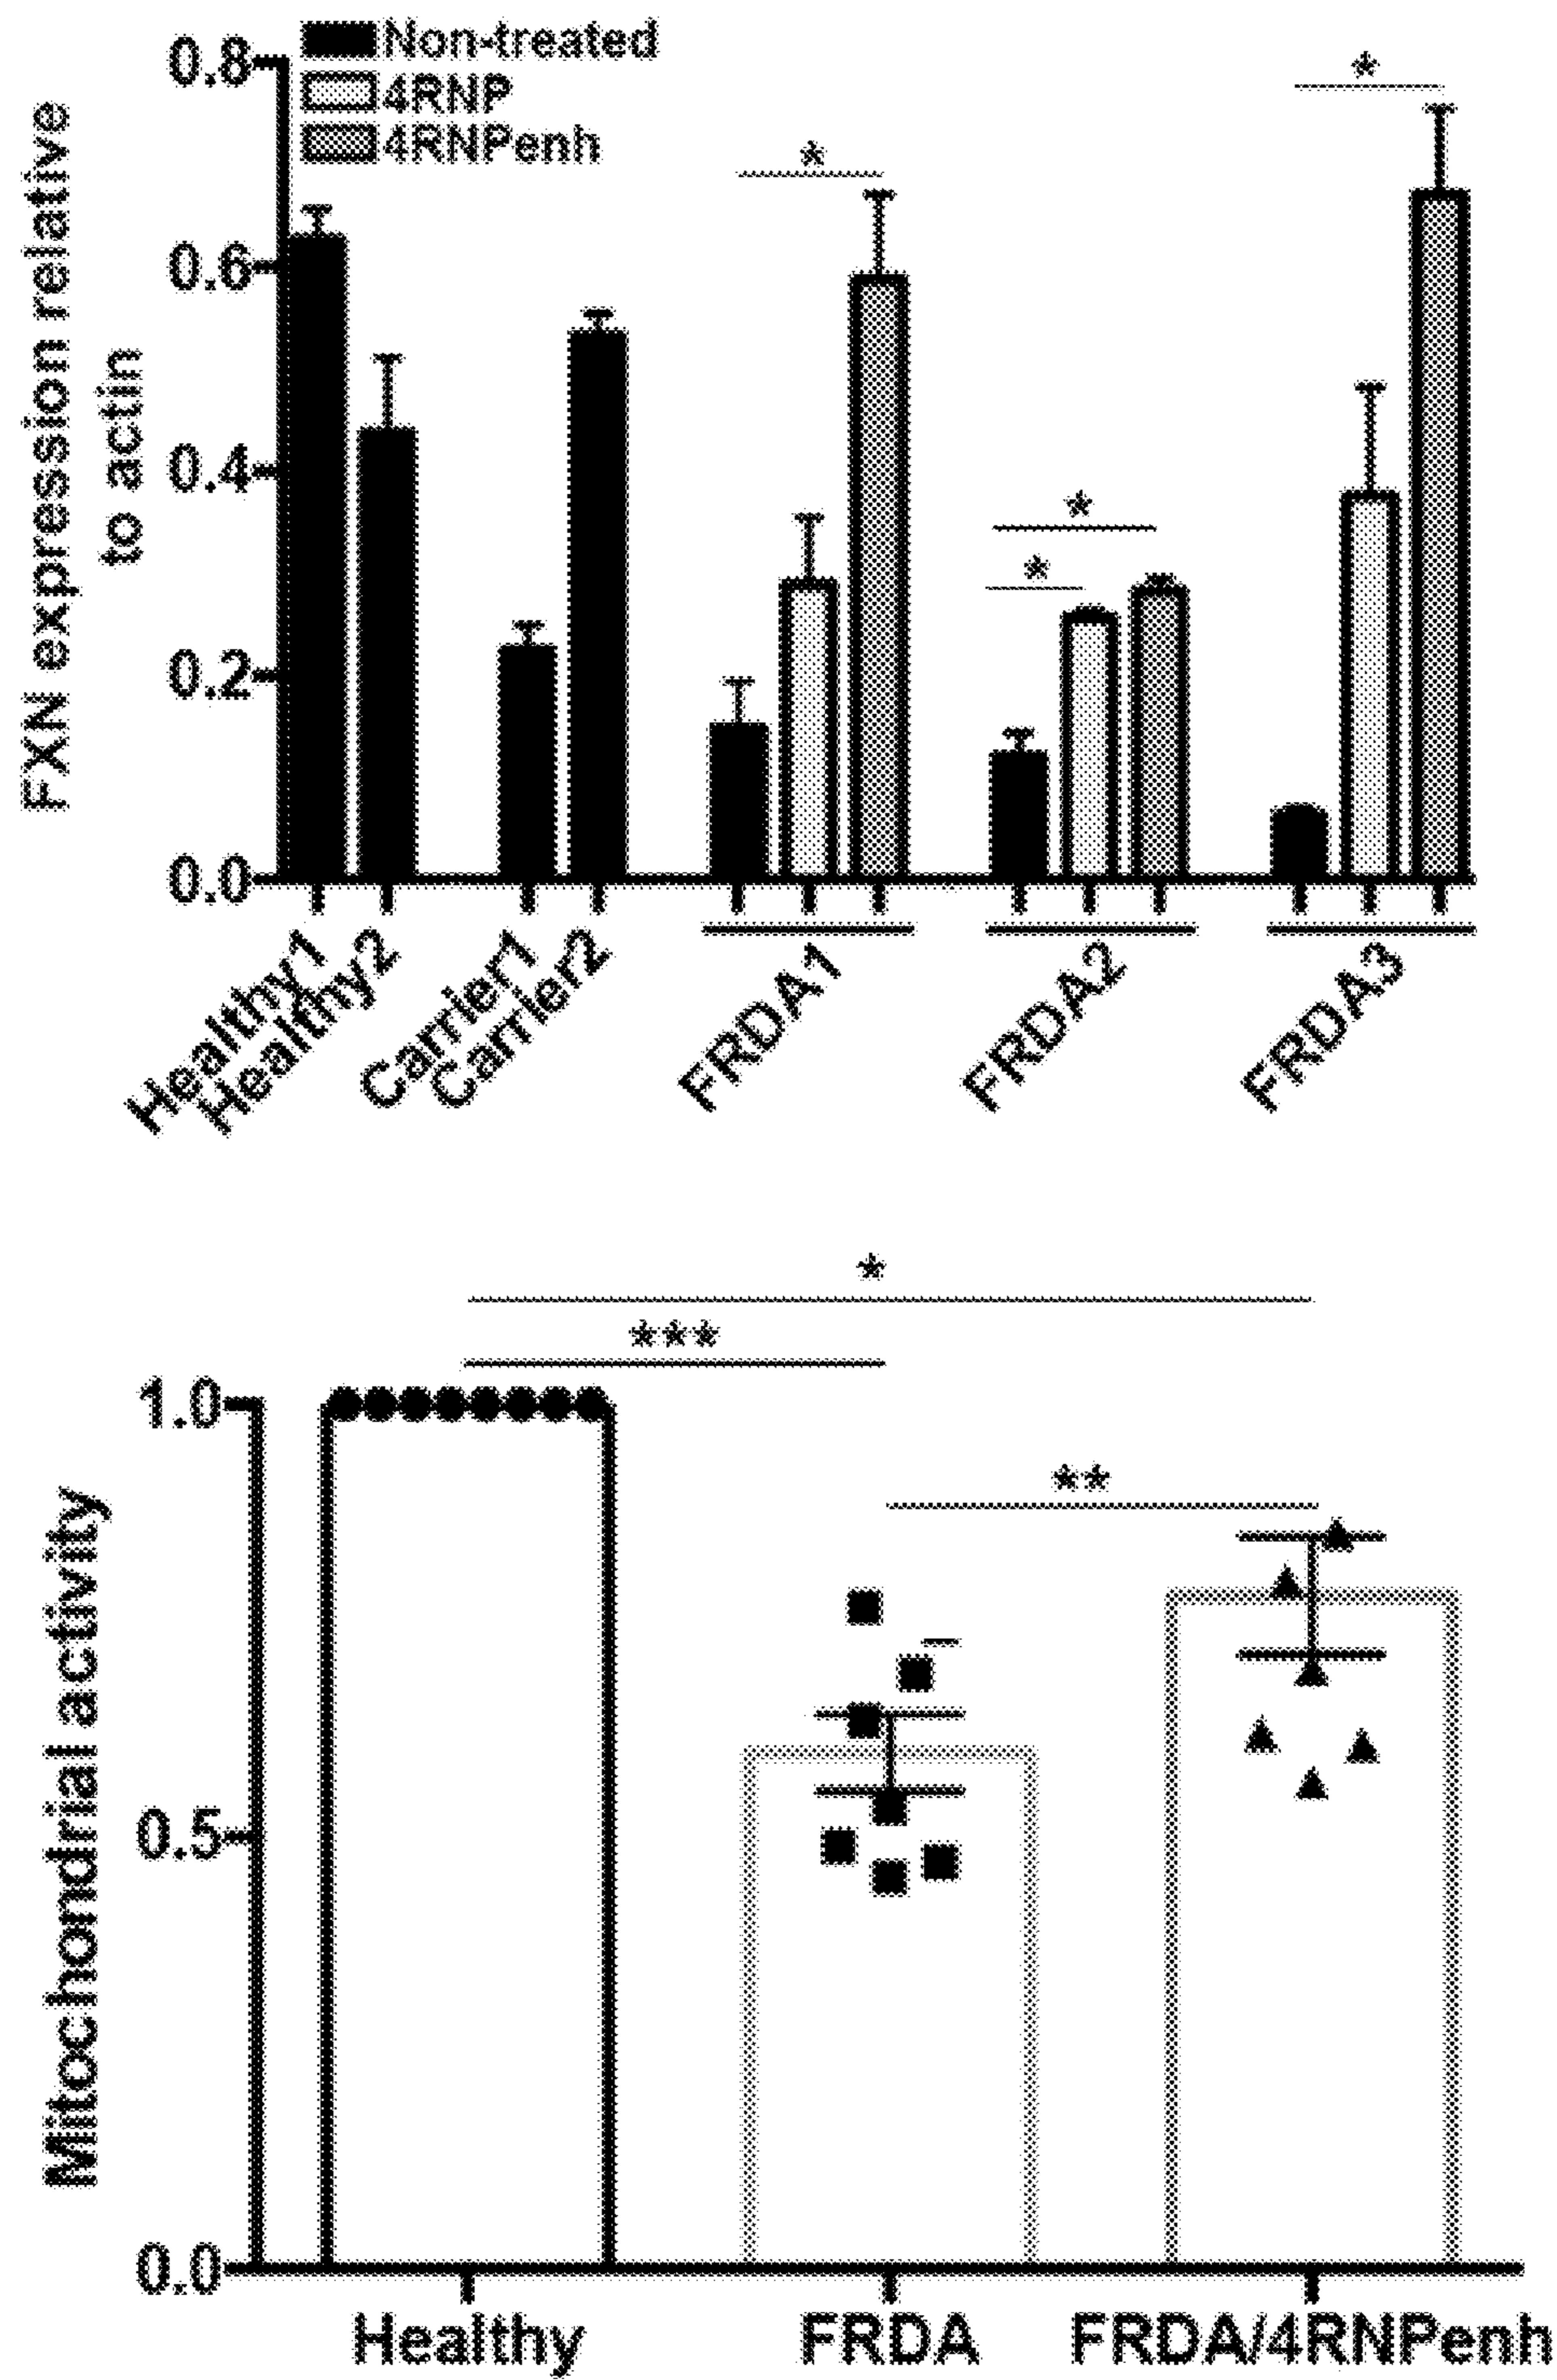 Non-treated
4RNP
4RNPenh
FXN expression relative
to actin
0.8
0.6
0.4
0.2
0.0
*
*
*
*
Healthy1
Healthy2
Carrier1
Carrier2
FRDA1
FRDA2
FRDA3
*
***
**
Mitochondrial activity
1.0
0.5
0.0
Healthy
FRDA
FRDA/4RNPenh